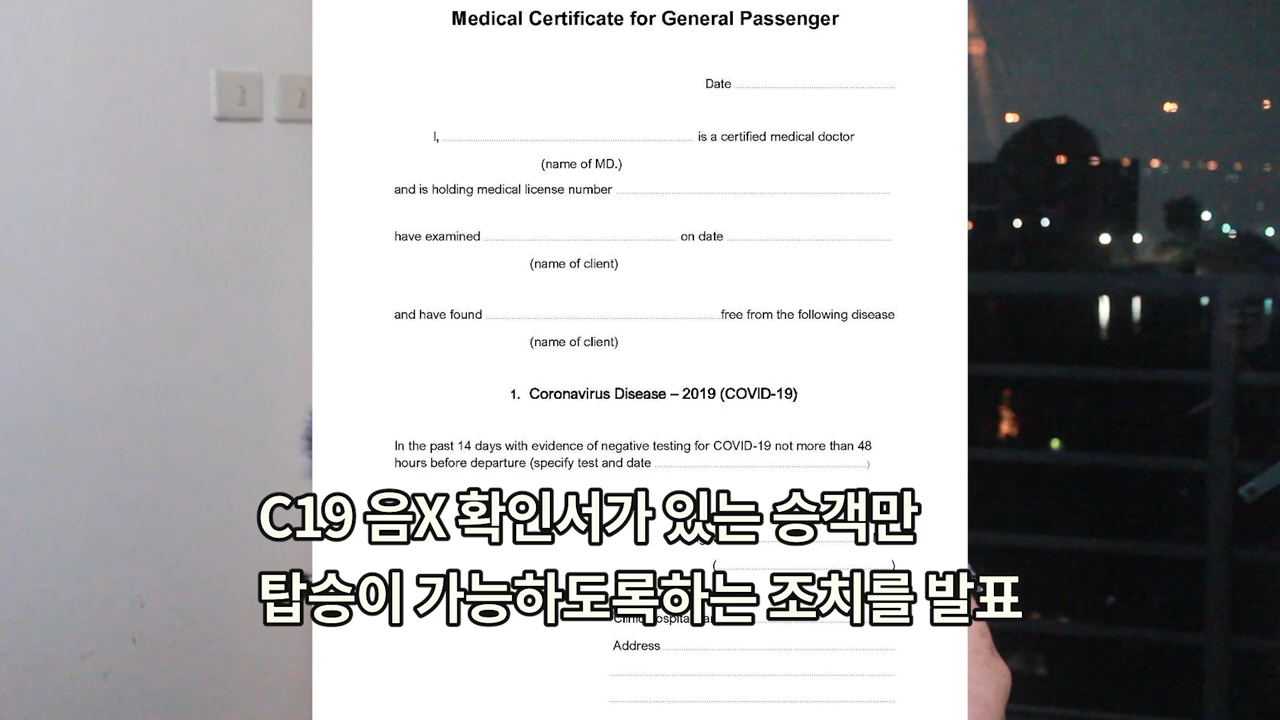 Medical Certificate for General Passenger
Date
I, is a certified medical doctor
(name of MD.)
and is holding medical license number
have examined on date
(name of client)
and have found free from the following disease
(name of client)
1. Coronavirus Disease – 2019 (COVID-19)
In the past 14 days with evidence of negative testing for COVID-19 not more than 48
hours before departure (specify test and date )
C19 음X 확인서가 있는 승객만
( )
탑승이 가능하도록하는 조치를 발표
Address